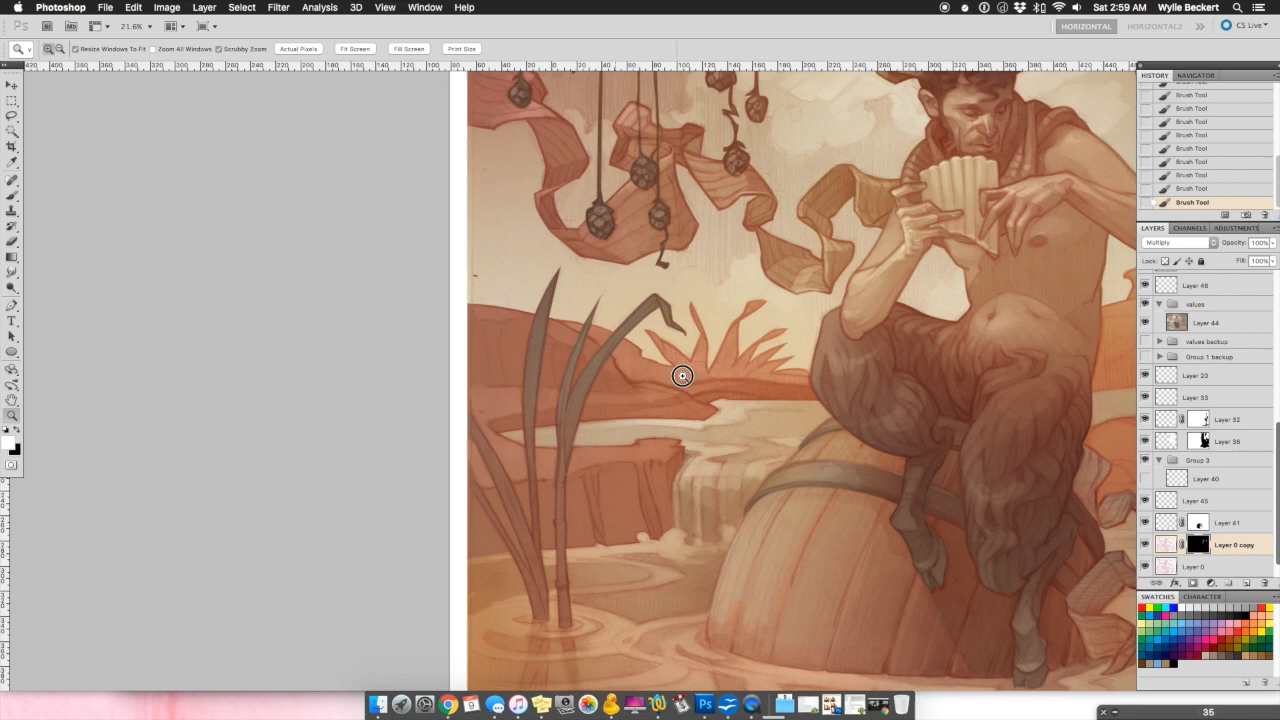 Photoshop File Edit Image Layer Select Filter Analysis 3D View Window Help
Sat 2:59 AM Wylie Beckert
Ps Br Mb 21.6% HORIZONTAL HORIZONTAL2 CS Live
Resize Windows To Fit Zoom All Windows Scrubby Zoom Actual Pixels Fit Screen Fill Screen Print Size
HISTORY NAVIGATOR
Brush Tool
Brush Tool
Brush Tool
Brush Tool
Brush Tool
Brush Tool
Brush Tool
Brush Tool
Brush Tool
LAYERS CHANNELS ADJUSTMENTS
Multiply Opacity: 100%
Lock: Fill: 100%
Layer 46
values
Layer 44
values backup
Group 1 backup
Layer 20
Layer 33
Layer 32
Layer 36
Group 3
Layer 40
Layer 45
Layer 41
Layer 0 copy
Layer 0
SWATCHES CHARACTER
35